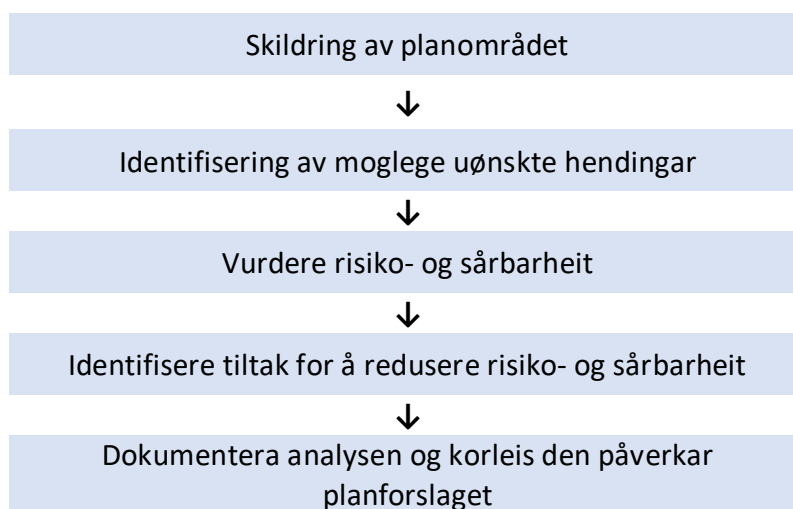 Skildring av planområdet
↓
Identifisering av moglege uønskte hendingar
↓
Vurdere risiko- og sårbarheit
↓
Identifisere tiltak for å redusere risiko- og sårbarheit
↓
Dokumentera analysen og korleis den påverkar
planforslaget